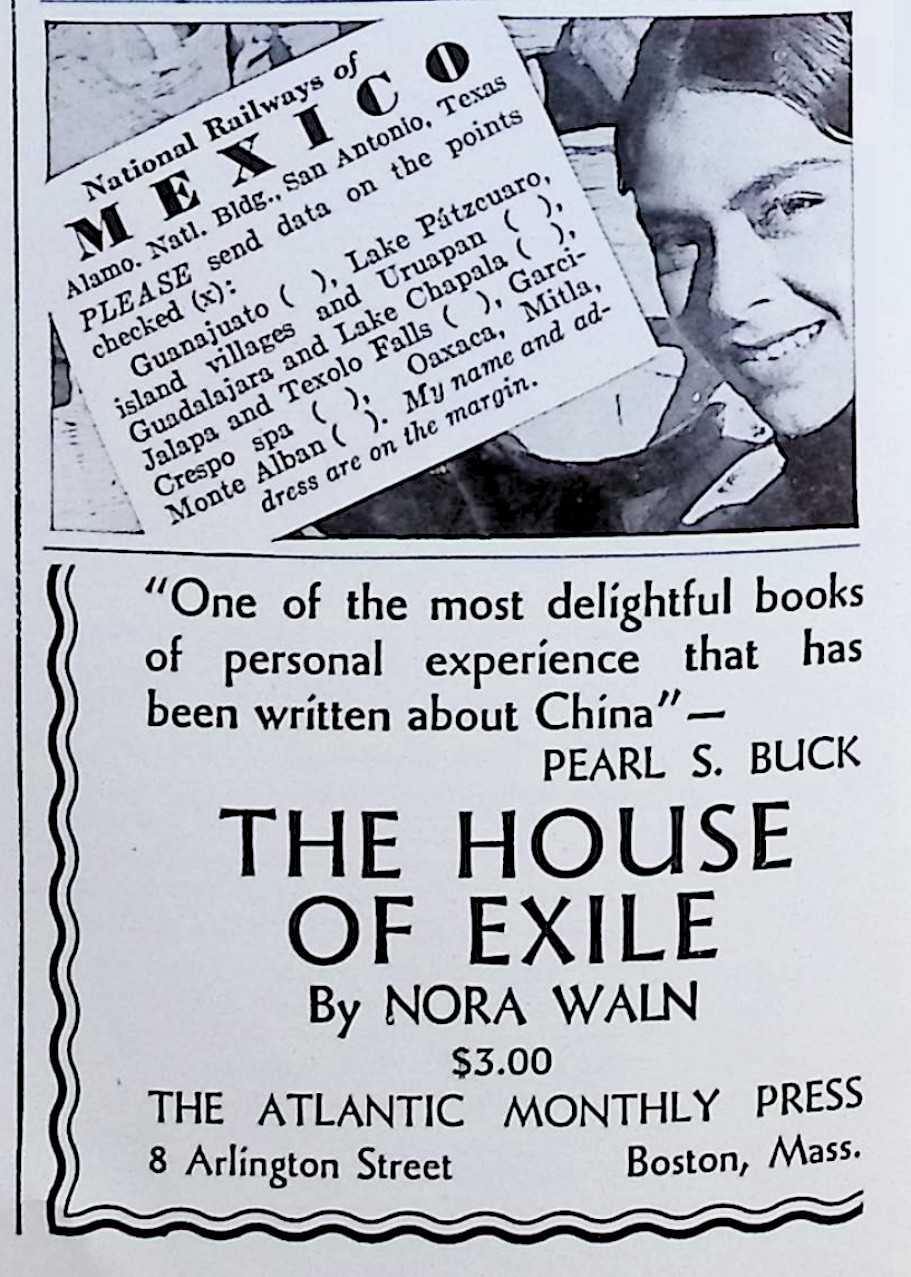 National Railways of
MEXICO
Alamo. Natl. Bldg., San Antonio, Texas
PLEASE send data on the points
checked (x):
Guanajuato ( ), Lake Pátzcuaro,
island villages and Uruapan ( ),
Guadalajara and Lake Chapala ( ),
Jalapa and Texolo Falls ( ), Garci-
Crespo spa ( ), Oaxaca, Mitla,
Monte Alban ( ). My name and ad-
dress are on the margin.
"One of the most delightful books
of personal experience that has
been written about China"—
PEARL S. BUCK
THE HOUSE
OF EXILE
By NORA WALN
$3.00
THE ATLANTIC MONTHLY PRESS
8 Arlington Street Boston, Mass.